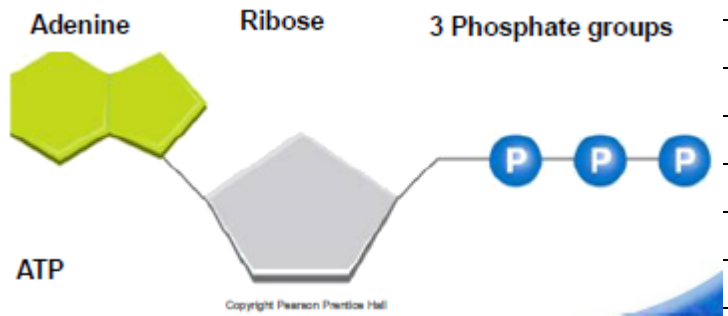 Adenine
Ribose
3 Phosphate groups
P P P
ATP
Copyright Pearson Prentice Hall